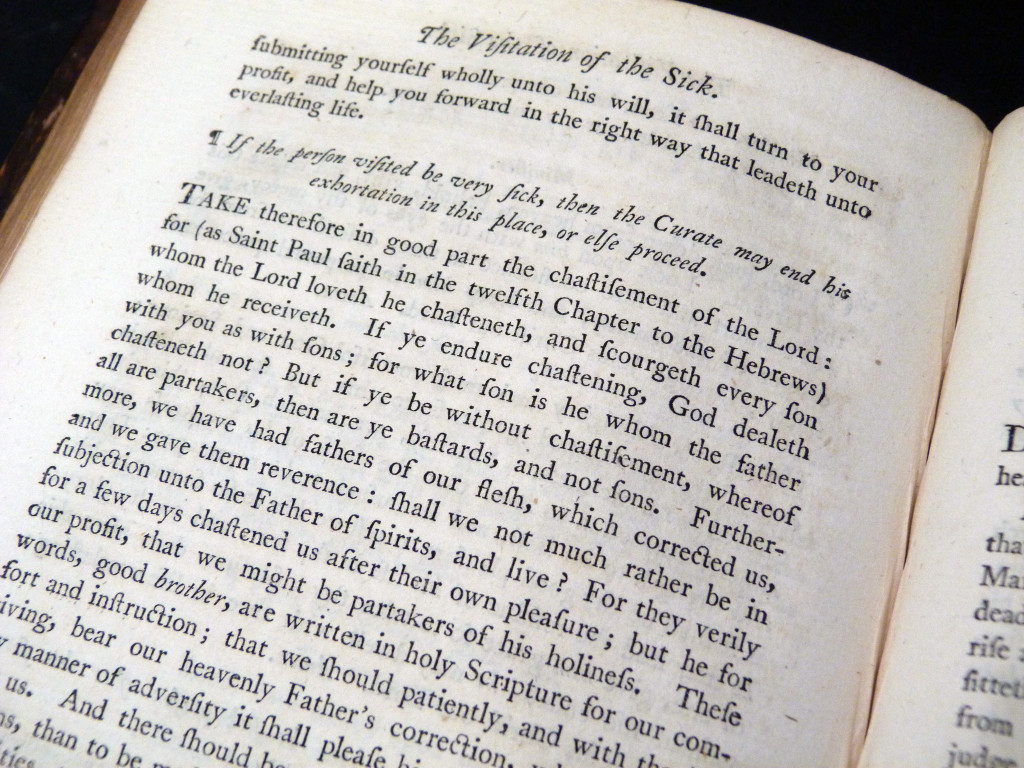 The Viſitation of the Sick.
ſubmitting yourſelf wholly unto his will, it ſhall turn to your
profit, and help you forward in the right way that leadeth unto
everlaſting life.
¶ If the perſon viſited be very ſick, then the Curate may end his
exhortation in this place, or elſe proceed.
TAKE therefore in good part the chaſtiſement of the Lord:
for (as Saint Paul ſaith in the twelfth Chapter to the Hebrews)
whom the Lord loveth he chaſteneth, and ſcourgeth every ſon
whom he receiveth. If ye endure chaſtening, God dealeth
with you as with ſons; for what ſon is he whom the father
chaſteneth not? But if ye be without chaſtiſement, whereof
all are partakers, then are ye baſtards, and not ſons. Further-
more, we have had fathers of our fleſh, which corrected us,
and we gave them reverence: ſhall we not much rather be in
ſubjection unto the Father of ſpirits, and live? For they verily
for a few days chaſtened us after their own pleaſure; but he for
our profit, that we might be partakers of his holineſs. Theſe
words, good brother, are written in holy Scripture for our com-
fort and inſtruction; that we ſhould patiently, and with
iving, bear our heavenly Father's correction,
manner of adverſity it ſhall pleaſe
us. And there ſhould be
than to be
D
he
tha
Ma
dead
riſe
fitteth
from
judge